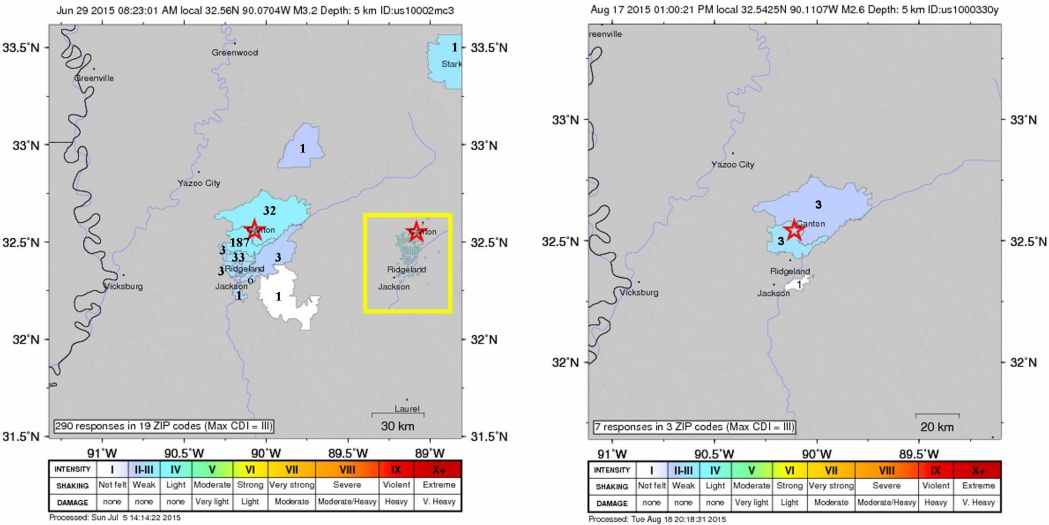 Jun 29 2015 08:23:01 AM local 32.56N 90.0704W M3.2 Depth: 5 km ID:us10002mc3
33.5˚N
33˚N
32.5˚N
32˚N
31.5˚N
Greenwood
Greenville
1
Stark
1
Yazoo City
32
187
3
33
3
3
Ridgeland
6
Jackson
1
1
Vicksburg
Ridgeland
Jackson
Laurel
30 km
290 responses in 19 ZIP codes (Max CDI = III)
91˚W
90.5˚W
90˚W
89.5˚W
89˚W
INTENSITY I II-III IV V VI VII VIII IX X+
SHAKING Not felt Weak Light Moderate Strong Very strong Severe Violent Extreme
DAMAGE none none none Very light Light Moderate Moderate/Heavy Heavy V. Heavy
Processed: Sun Jul 5 14:14:22 2015
Aug 17 2015 01:00:21 PM local 32.5425N 90.1107W M2.6 Depth: 5 km ID:us1000330y
reenville
33˚N
32.5˚N
32˚N
33˚N
32.5˚N
32˚N
Yazoo City
3
Canton
3
Ridgeland
Jackson
1
Vicksburg
7 responses in 3 ZIP codes (Max CDI = III)
20 km
91˚W
90.5˚W
90˚W
89.5˚W
INTENSITY I II-III IV V VI VII VIII IX X+
SHAKING Not felt Weak Light Moderate Strong Very strong Severe Violent Extreme
DAMAGE none none none Very light Light Moderate Moderate/Heavy Heavy V. Heavy
Processed: Tue Aug 18 20:18:31 2015